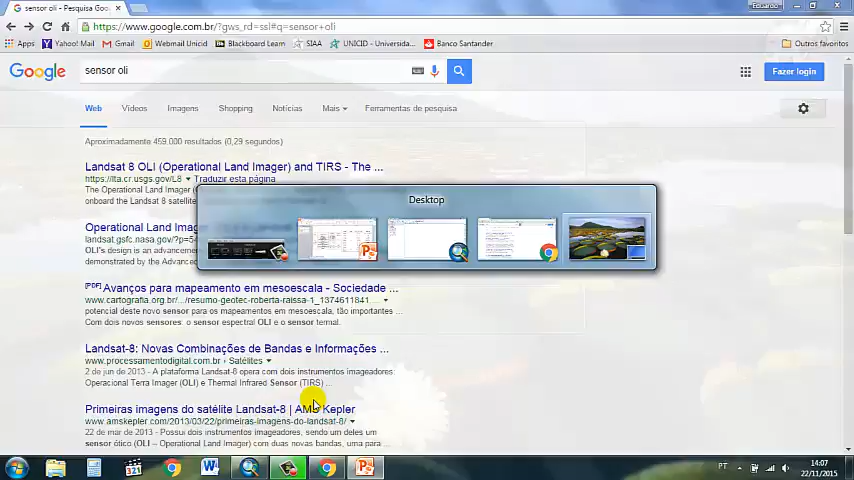 sensor oli - Pesquisa Goog
Eduardo
https://www.google.com.br/?gws_rd=ssl#q=sensor+oli
Apps Yahoo! Mail Gmail Webmail Unicid Blackboard Learn SIAA UNICID - Universida... Banco Santander Outros favoritos
Google sensor oli Fazer login
Web Vídeos Imagens Shopping Notícias Mais Ferramentas de pesquisa
Aproximadamente 459.000 resultados (0,29 segundos)
Landsat 8 OLI (Operational Land Imager) and TIRS - The ...
https://lta.cr.usgs.gov/L8 Traduzir esta página
The Operational Land Imager (
onboard the Landsat 8 satellite
Desktop
Operational Land Imag
landsat.gsfc.nasa.gov/?p=5
OLI's design is an advancem
demonstrated by the Advanced
[PDF] Avanços para mapeamento em mesoescala - Sociedade ...
www.cartografia.org.br/.../resumo-geotec-roberta-raissa-1_1374611841....
potencial deste novo sensor para os mapeamentos em mesoescala, tão importantes ...
Com dois novos sensores: o sensor espectral OLI e o sensor termal.
Landsat-8: Novas Combinações de Bandas e Informações ...
www.processamentodigital.com.br › Satélites
2 de jun de 2013 - A plataforma Landsat-8 opera com dois instrumentos imageadores:
Operacional Terra Imager (OLI) e Thermal Infrared Sensor (TIRS) ...
Primeiras imagens do satélite Landsat-8 | AMS Kepler
www.amskepler.com/2013/03/22/primeiras-imagens-do-landsat-8/
22 de mar de 2013 - Possui dois instrumentos imageadores, sendo um deles um
sensor ótico (OLI – Operational Land Imager) com duas novas bandas, uma para ...
321
PT
14:07
22/11/2015